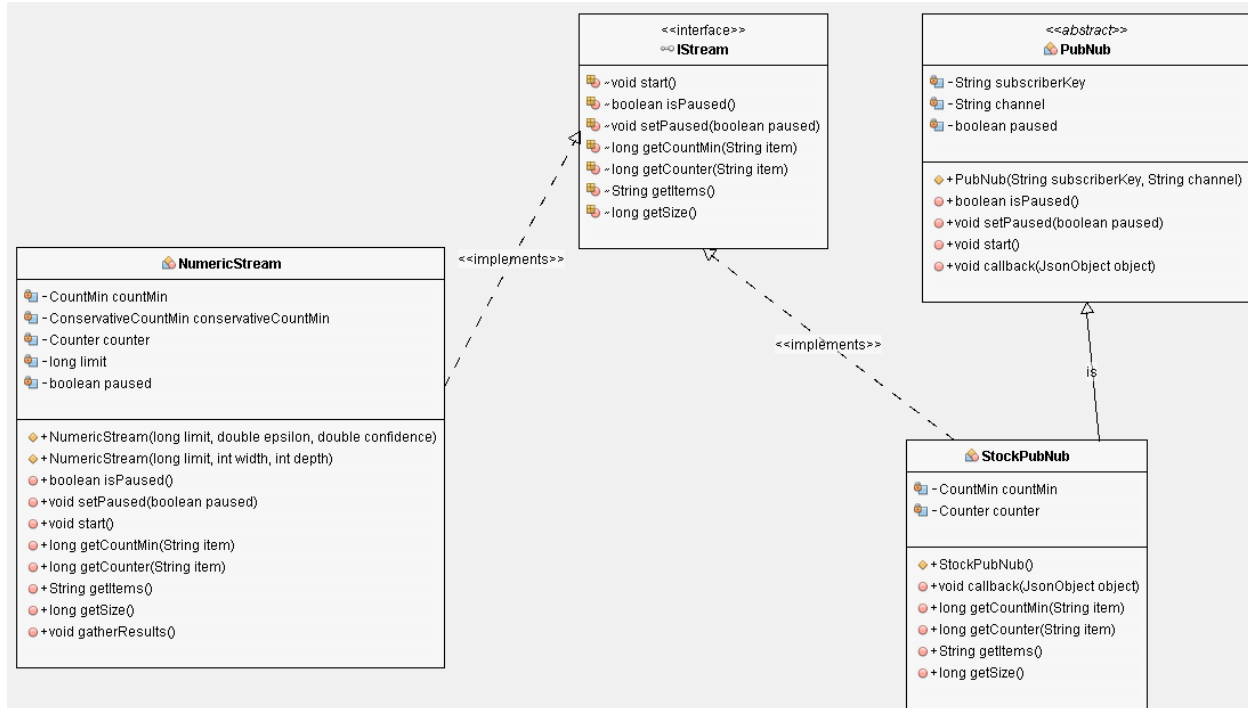 <<interface>>
IStream
~void start()
~boolean isPaused()
~void setPaused(boolean paused)
~long getCountMin(String item)
~long getCounter(String item)
~String getItems()
~long getSize()
<<abstract>>
PubNub
-String subscriberKey
-String channel
-boolean paused
+PubNub(String subscriberKey, String channel)
+boolean isPaused()
+void setPaused(boolean paused)
+void start()
+void callback(JsonObject object)
<<implements>>
NumericStream
-CountMin countMin
-ConservativeCountMin conservativeCountMin
-Counter counter
-long limit
-boolean paused
+NumericStream(long limit, double epsilon, double confidence)
+NumericStream(long limit, int width, int depth)
+boolean isPaused()
+void setPaused(boolean paused)
+void start()
+long getCountMin(String item)
+long getCounter(String item)
+String getItems()
+long getSize()
+void gatherResults()
<<implements>>
is
StockPubNub
-CountMin countMin
-Counter counter
+StockPubNub()
+void callback(JsonObject object)
+long getCountMin(String item)
+long getCounter(String item)
+String getItems()
+long getSize()